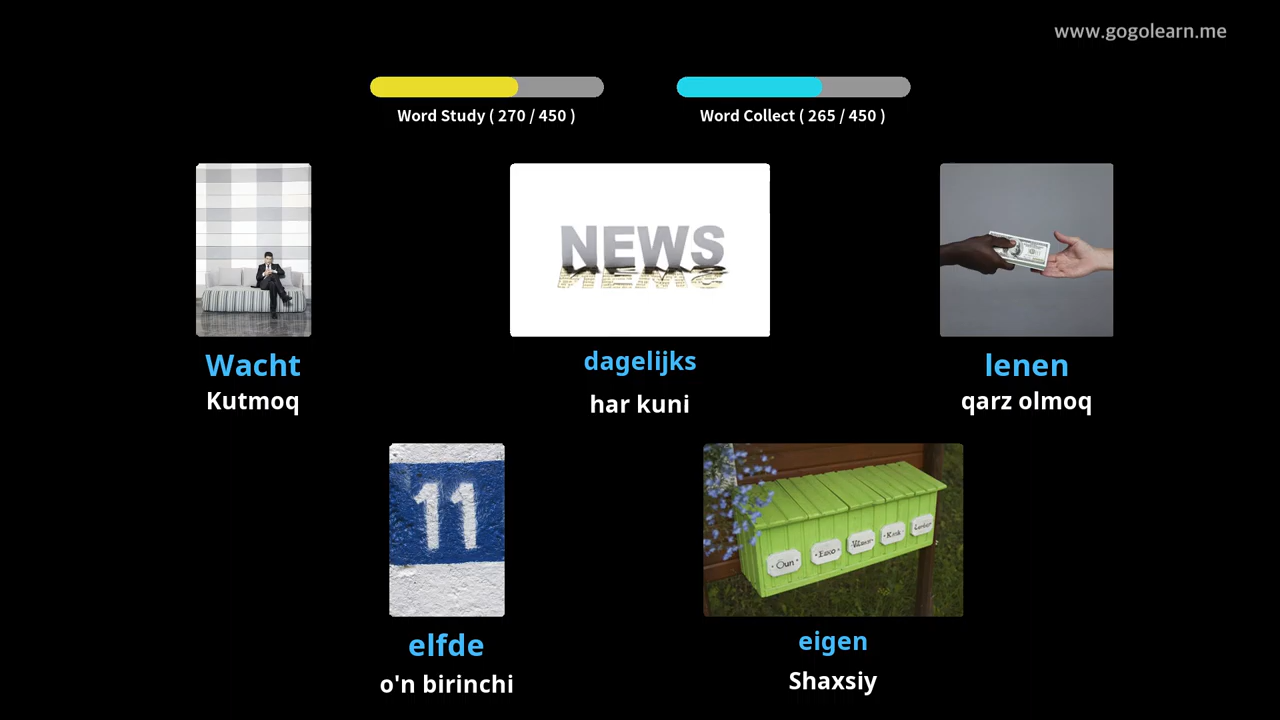 www.gogolearn.me
Word Study ( 270 / 450 )
Word Collect ( 265 / 450 )
NEWS
Wacht
Kutmoq
dagelijks
har kuni
lenen
qarz olmoq
11
elfde
o'n birinchi
eigen
Shaxsiy